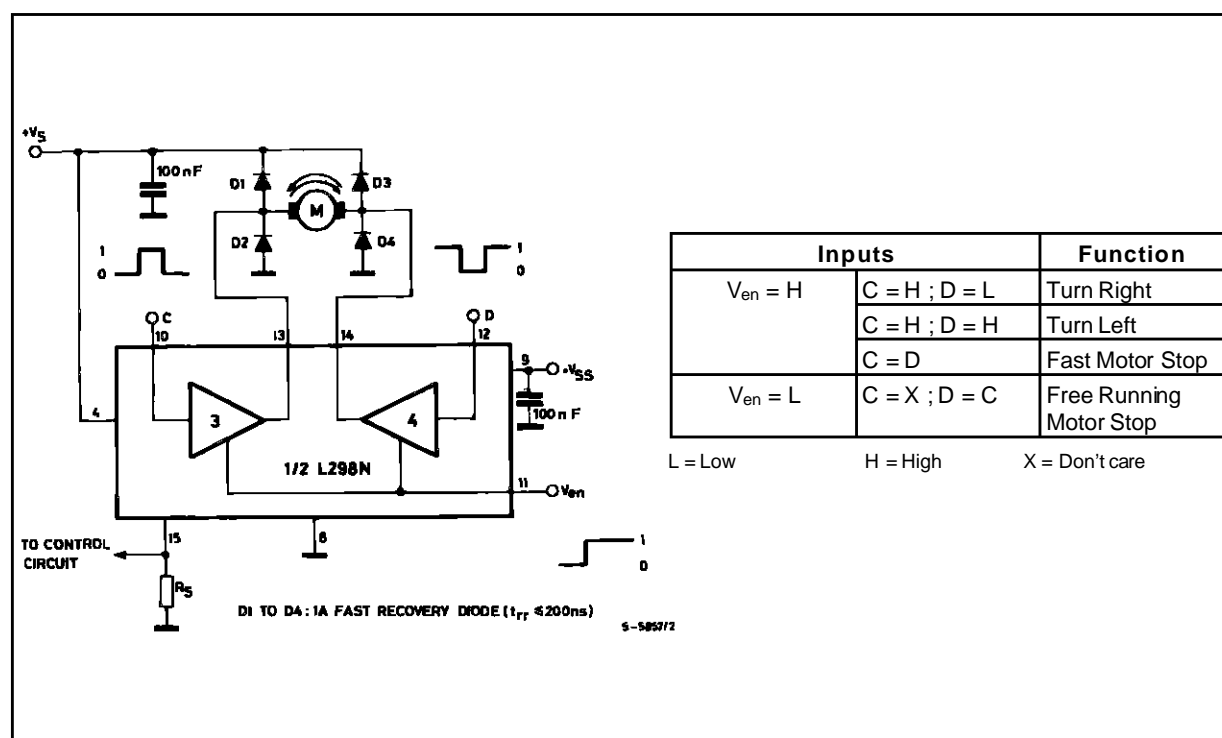 +VS
100nF
D1
D3
M
D2
D4
1
0
1
0
C
D
10
13
14
12
9
+VSS
4
3
4
100nF
1/2 L298N
11
Ven
15
8
TO CONTROL
CIRCUIT
RS
1
0
D1 TO D4 : 1A FAST RECOVERY DIODE (trr ≤200ns)
S-5857/2
Inputs Function
Ven = H C = H ; D = L Turn Right
C = H ; D = H Turn Left
C = D Fast Motor Stop
Ven = L C = X ; D = C Free Running
Motor Stop
L = Low H = High X = Don't care